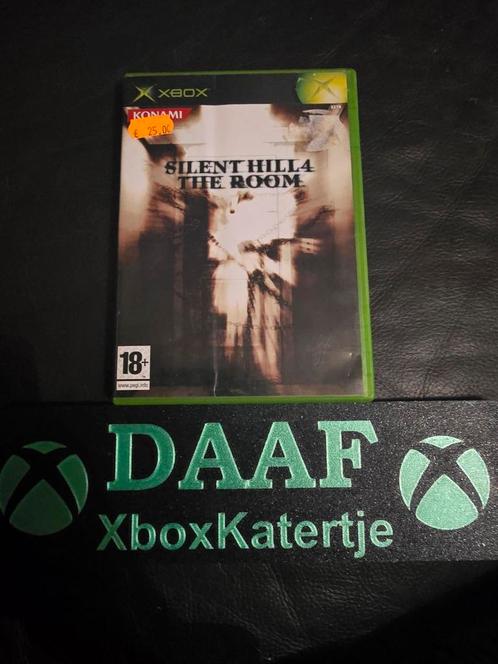 XBOX
KONAMI
€ 25,00
SILENT HILL 4
THE ROOM
18+
www.pegi.info
DAAF
XboxKatertje